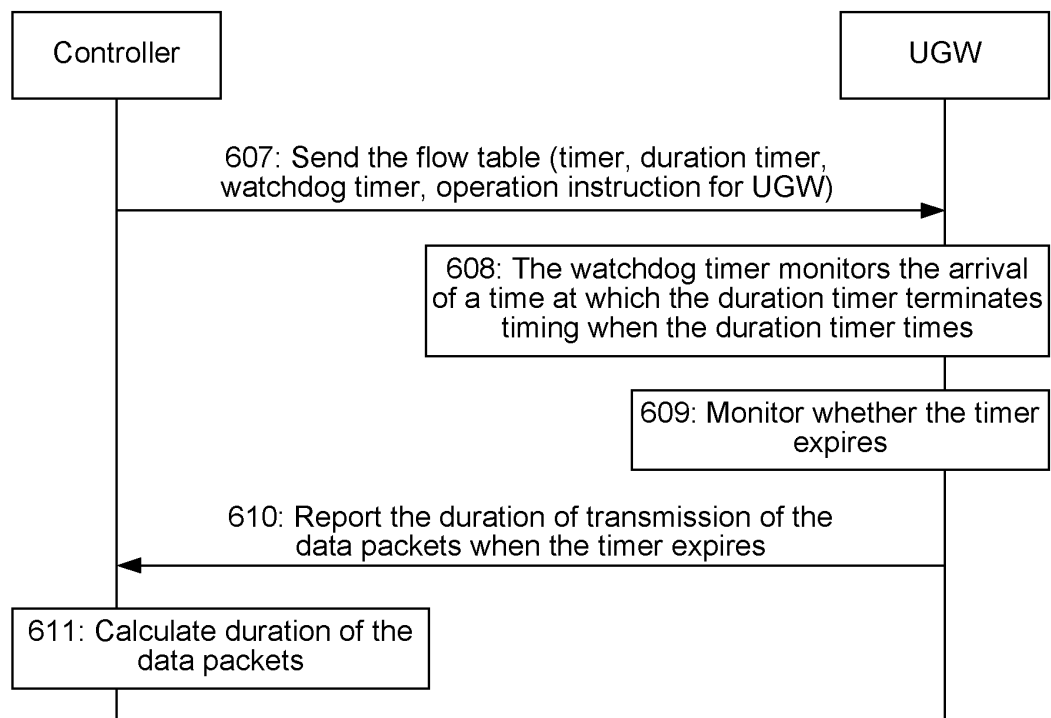 Controller
UGW
607: Send the flow table (timer, duration timer,
watchdog timer, operation instruction for UGW)
608: The watchdog timer monitors the arrival
of a time at which the duration timer terminates
timing when the duration timer times
609: Monitor whether the timer
expires
610: Report the duration of transmission of the
data packets when the timer expires
611: Calculate duration of the
data packets